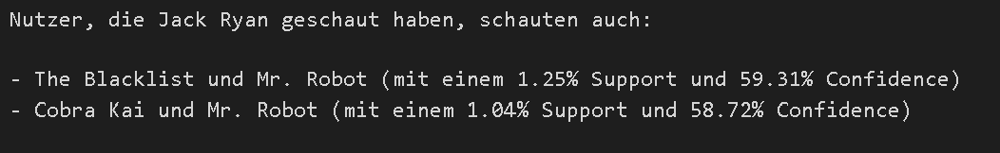 Nutzer, die Jack Ryan geschaut haben, schauten auch:
- The Blacklist und Mr. Robot (mit einem 1.25% Support und 59.31% Confidence)
- Cobra Kai und Mr. Robot (mit einem 1.04% Support und 58.72% Confidence)